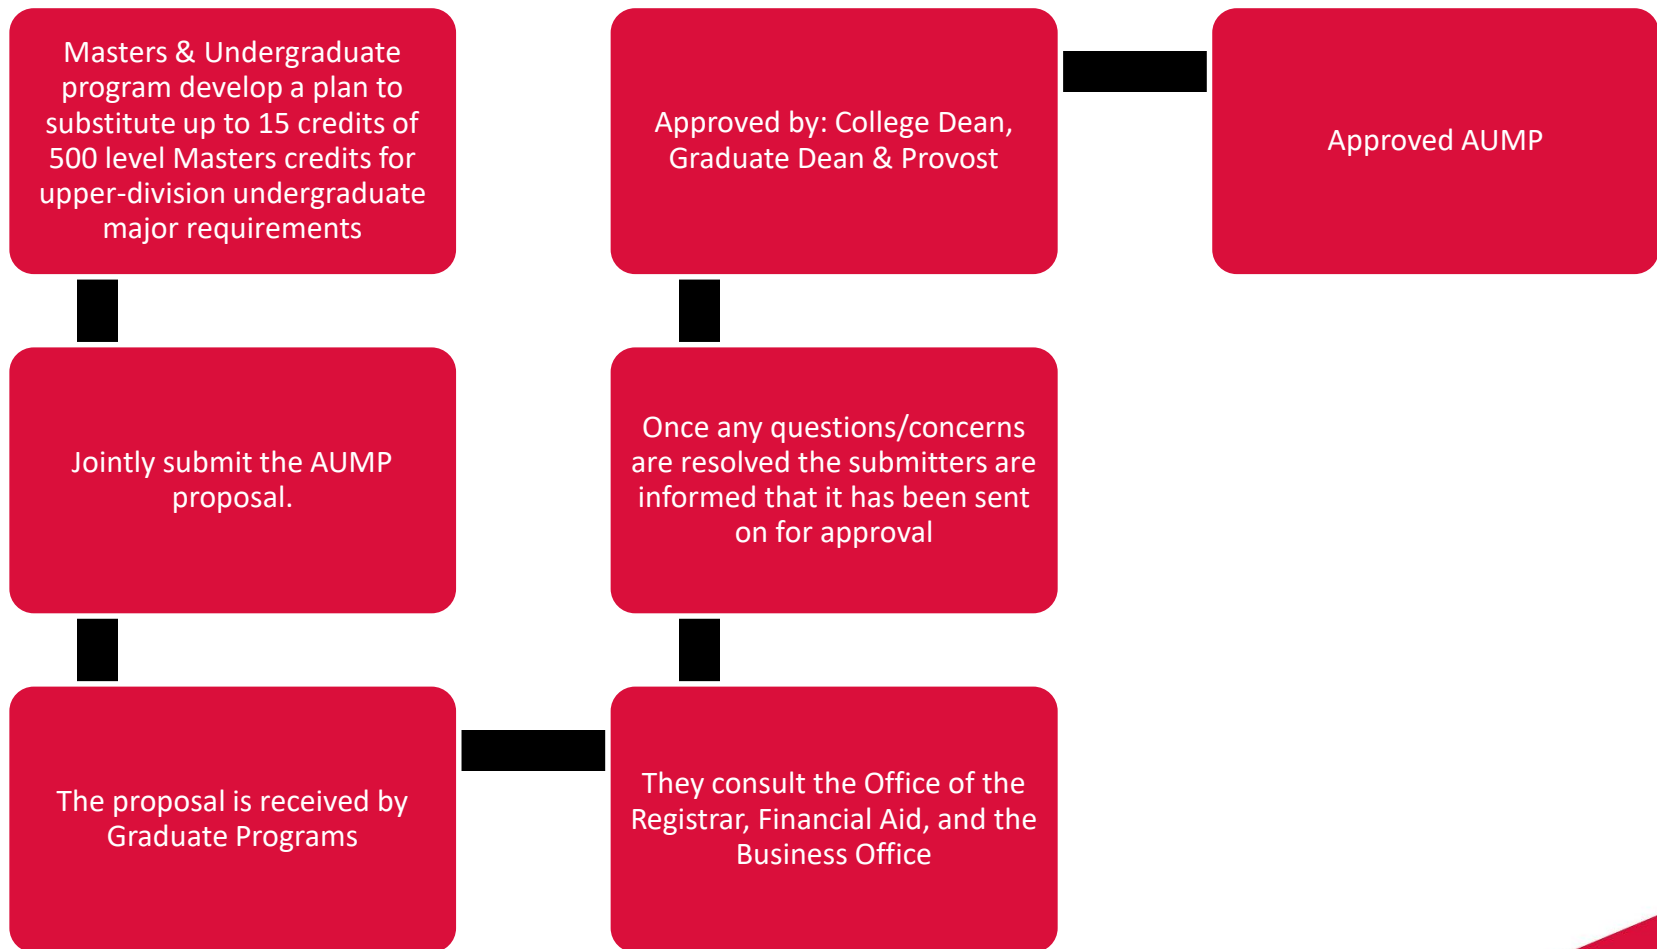 Masters & Undergraduate
program develop a plan to
substitute up to 15 credits of
500 level Masters credits for
upper-division undergraduate
major requirements
Jointly submit the AUMP
proposal.
The proposal is received by
Graduate Programs
They consult the Office of the
Registrar, Financial Aid, and the
Business Office
Once any questions/concerns
are resolved the submitters are
informed that it has been sent
on for approval
Approved by: College Dean,
Graduate Dean & Provost
Approved AUMP